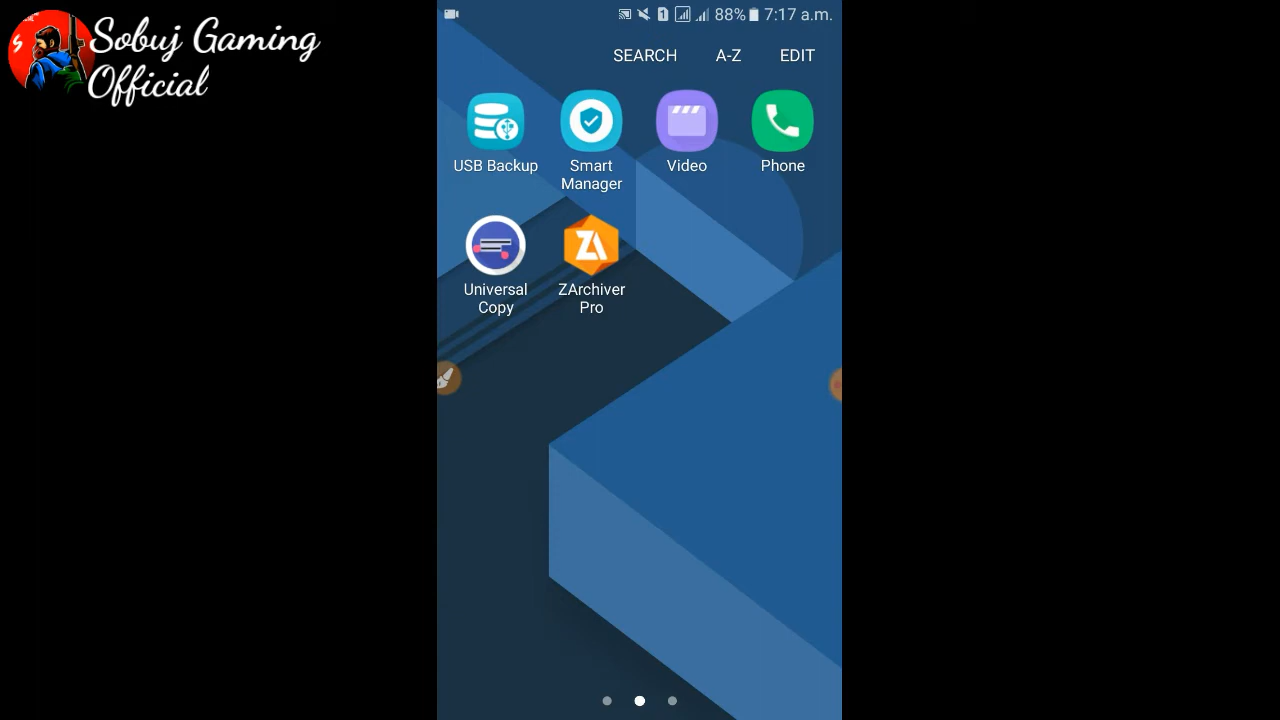 Sobuj Gaming
Official
88% 7:17 a.m.
SEARCH A-Z EDIT
USB Backup
Smart
Manager
Video
Phone
Universal
Copy
ZArchiver
Pro